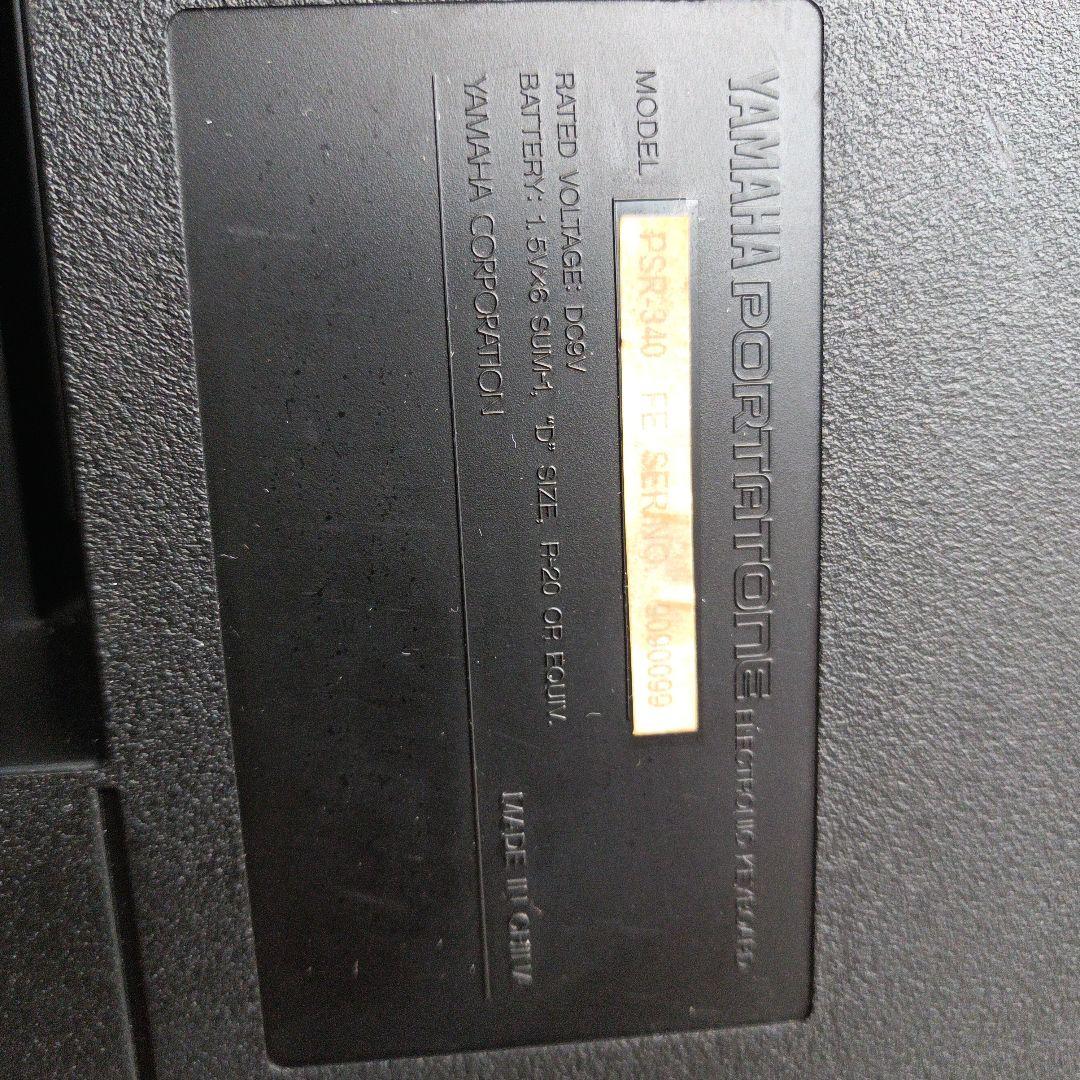 YAMAHA PORTATONE ELECTRONIC KEYBOARD
MODEL PSR-340 FE SER NO. 0090099
RATED VOLTAGE: DC9V
BATTERY: 1.5V×6 SUM-1, "D" SIZE, R-20 OR EQUIV.
YAMAHA CORPORATION
MADE IN CHINA